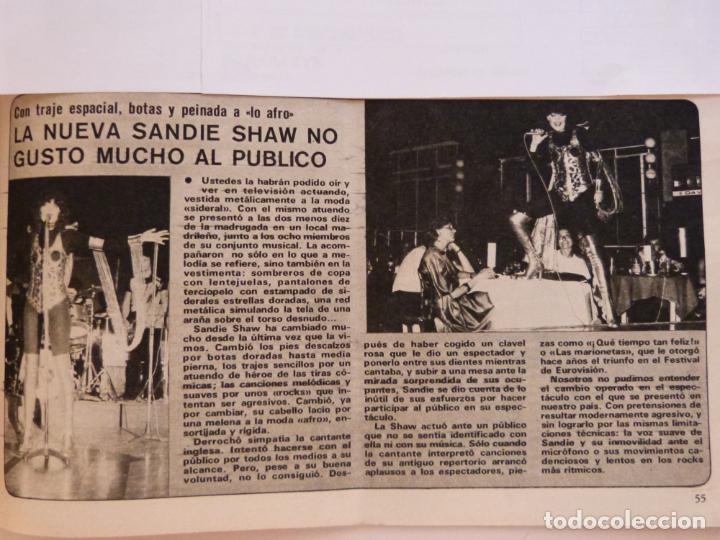 Con traje espacial, botas y peinada a «lo afro»
LA NUEVA SANDIE SHAW NO
GUSTO MUCHO AL PUBLICO
● Ustedes la habrán podido oír y
ver en televisión actuando,
vestida metálicamente a la moda
«sideral». Con el mismo atuendo
se presentó a las dos menos diez
de la madrugada en un local ma-
drileño, junto a los ocho miembros
de su conjunto musical. La acom-
pañaron no sólo en lo que a me-
lodía se refiere, sino también en la
vestimenta: sombreros de copa
con lentejuelas, pantalones de
terciopelo con estampado de si-
derales estrellas doradas, una red
metálica simulando la tela de una
araña sobre el torso desnudo...
Sandie Shaw ha cambiado mu-
cho desde la última vez que la vi-
mos. Cambió los pies descalzos
por botas doradas hasta media
pierna, los trajes sencillos por un
atuendo de héroe de las tiras có-
micas; las canciones melódicas y
suaves por unos «rocks» que in-
tentan ser agresivos. Cambió, ya
por cambiar, su cabello lacio por
una melena a la moda «afro», en-
sortijada y rígida.
Derrochó simpatía la cantante
inglesa. Intentó hacerse con el
público por todos los medios a su
alcance. Pero, pese a su buena
voluntad, no lo consiguió. Des-
pués de haber cogido un clavel
rosa que le dio un espectador y
ponerlo entre sus dientes mientras
cantaba, y subir a una mesa ante la
mirada sorprendida de sus ocu-
pantes, Sandie se dio cuenta de lo
inútil de sus esfuerzos por hacer
participar al público en su espec-
táculo.
La Shaw actuó ante un público
que no se sentía identificado con
ella ni con su música. Sólo cuando
la cantante interpretó canciones
de su antiguo repertorio arrancó
aplausos a los espectadores, pie-
zas como «¡Qué tiempo tan feliz!»
o «Las marionetas», que le otorgó
hace años el triunfo en el Festival
de Eurovisión.
Nosotros no pudimos entender
el cambio operado en el espec-
táculo con el que se presentó en
nuestro país. Con pretensiones de
resultar modernamente agresivo, y
sin lograrlo por las mismas limita-
ciones técnicas: la voz suave de
Sandie y su inmovilidad ante el
micrófono o sus movimientos ca-
denciosos y lentos en los rocks
más rítmicos.
55
todocoleccion.net